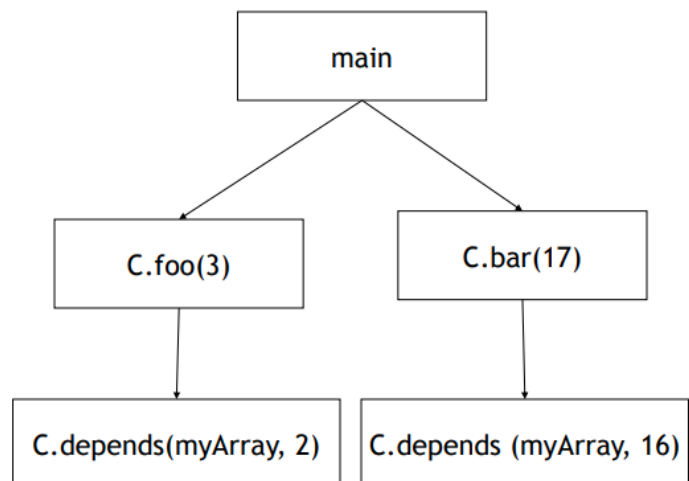 main
C.foo(3)
C.bar(17)
C.depends(myArray, 2)
C.depends (myArray, 16)